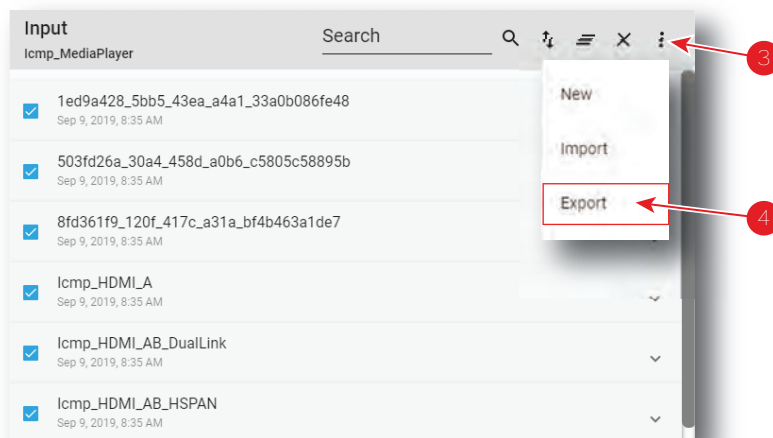 Input
Icmp_MediaPlayer
Search
3
New
Import
Export
4
1ed9a428_5bb5_43ea_a4a1_33a0b086fe48
Sep 9, 2019, 8:35 AM
503fd26a_30a4_458d_a0b6_c5805c58895b
Sep 9, 2019, 8:35 AM
8fd361f9_120f_417c_a31a_bf4b463a1de7
Sep 9, 2019, 8:35 AM
Icmp_HDMI_A
Sep 9, 2019, 8:35 AM
Icmp_HDMI_AB_DualLink
Sep 9, 2019, 8:35 AM
Icmp_HDMI_AB_HSPAN
Sep 9, 2019, 8:35 AM